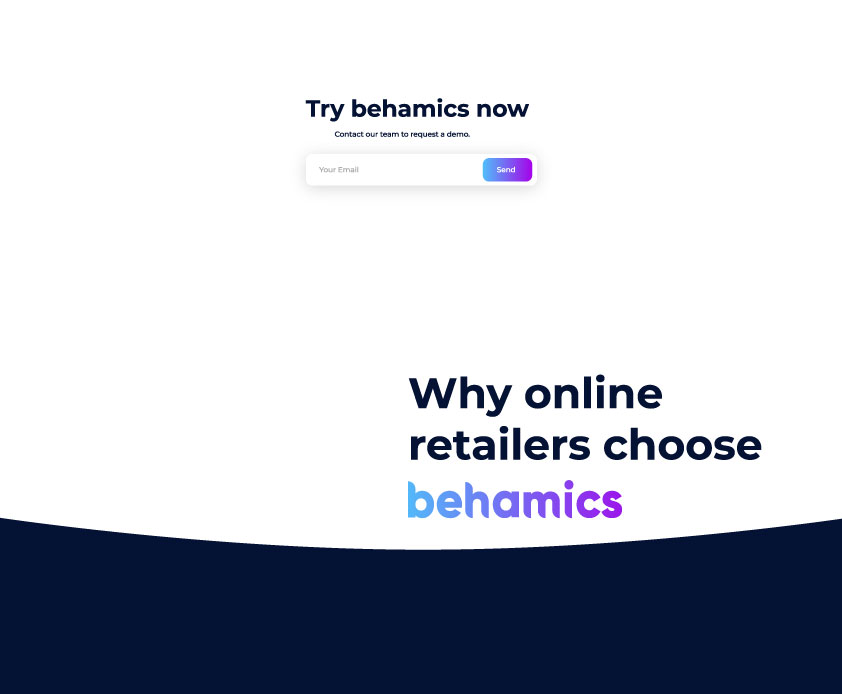 Try behamics now
Contact our team to request a demo.
Your Email
Send
Why online
retailers choose
behamics